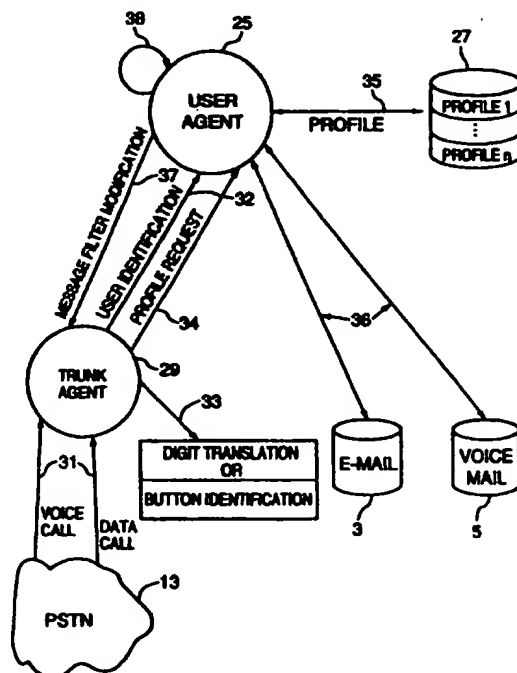 38
25
27
USER
AGENT
35
PROFILE
PROFILE 1
PROFILE n
MESSAGE FILTER MODIFICATION
37
USER IDENTIFICATION
32
PROFILE REQUEST
34
36
TRUNK
AGENT
29
33
31
DIGIT TRANSLATION
OR
BUTTON IDENTIFICATION
E-MAIL
VOICE
MAIL
3
5
VOICE
CALL
DATA
CALL
PSTN
13